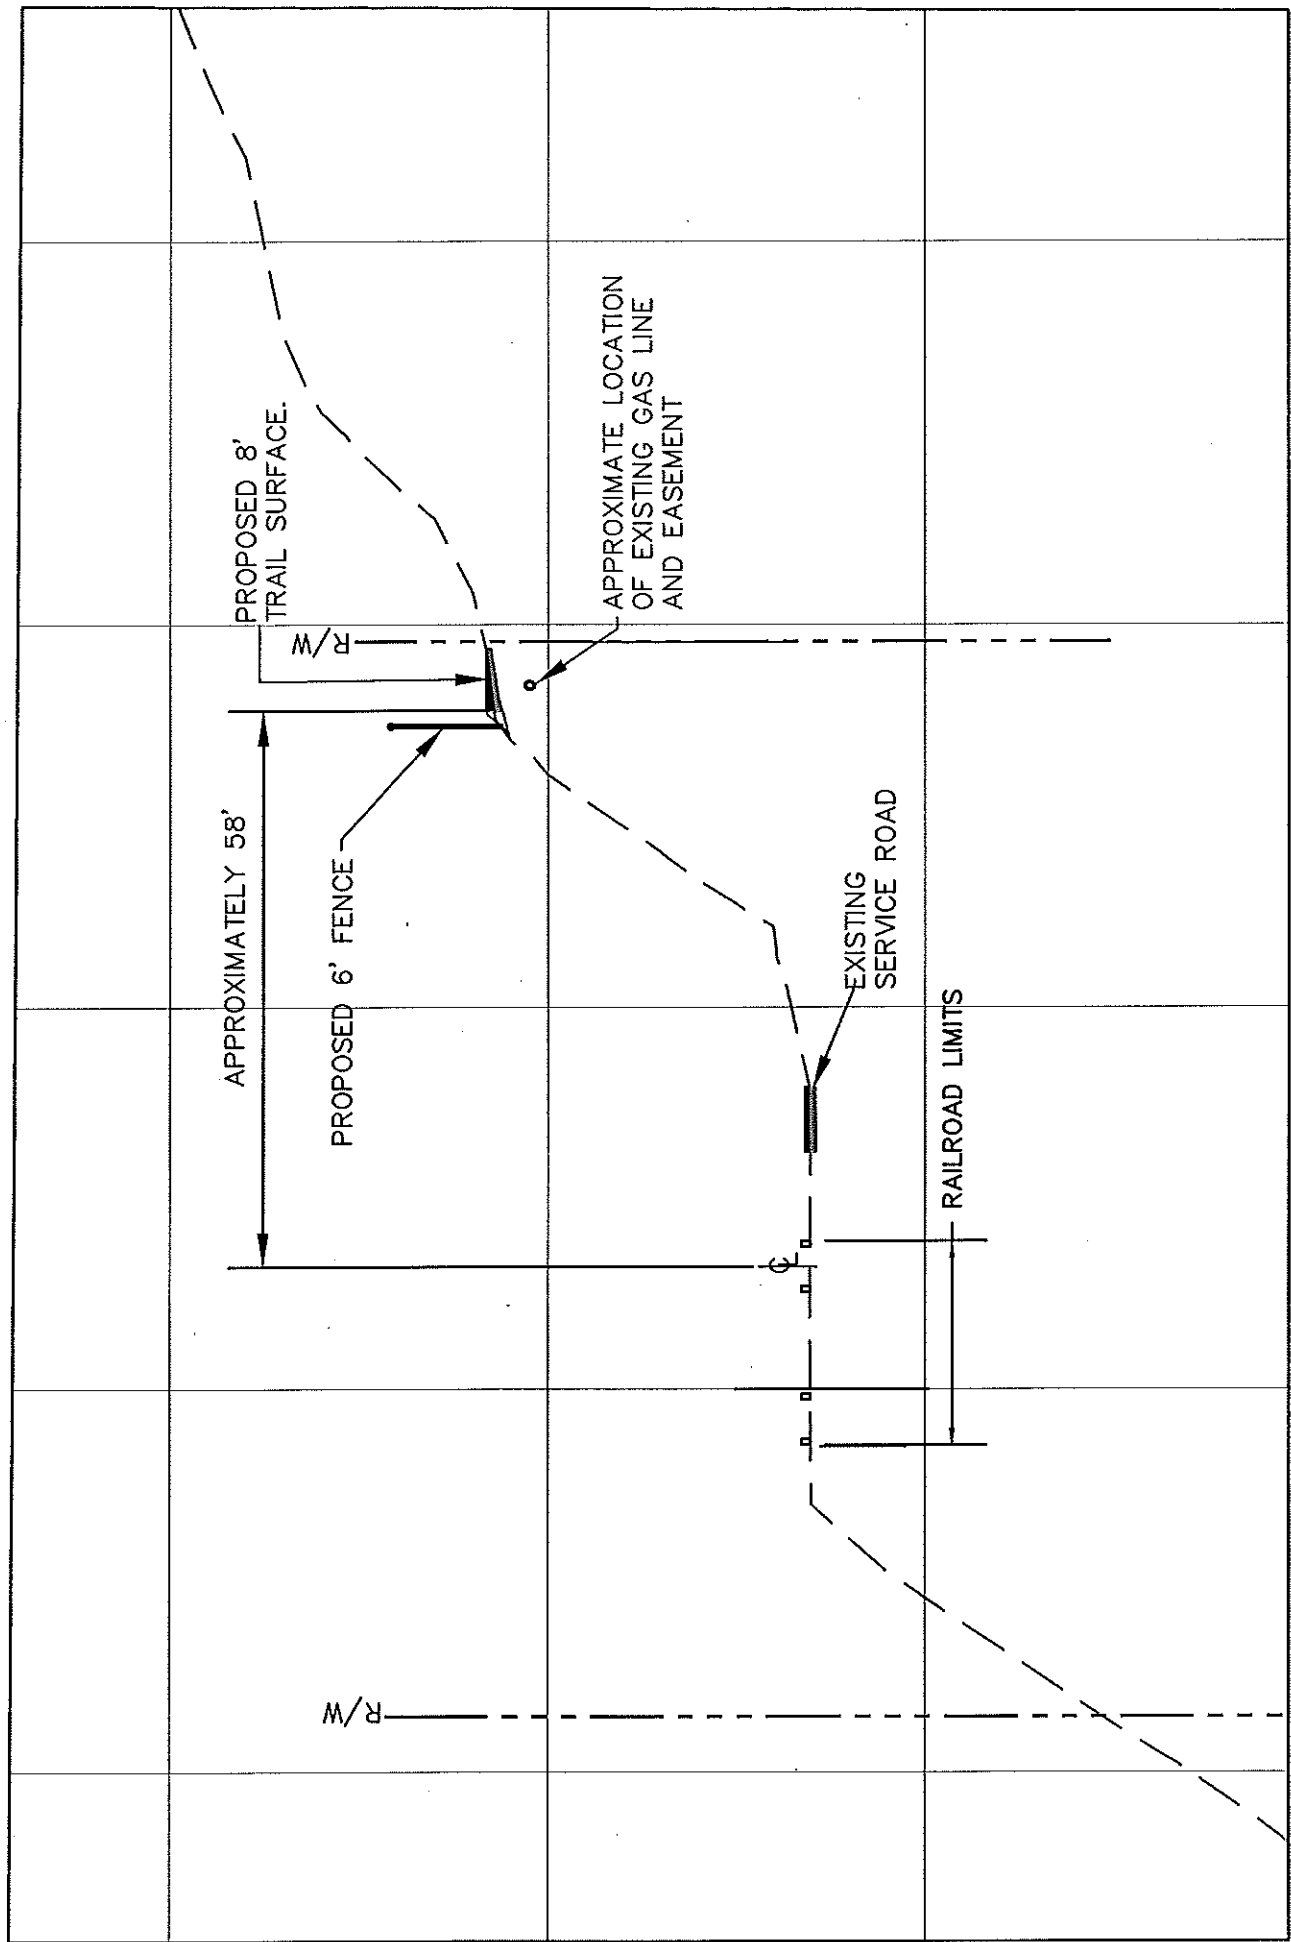 APPROXIMATELY 58'
PROPOSED 8'
TRAIL SURFACE.
R/W
R/W
PROPOSED 6' FENCE
APPROXIMATE LOCATION
OF EXISTING GAS LINE
AND EASEMENT
CL
EXISTING
SERVICE ROAD
RAILROAD LIMITS